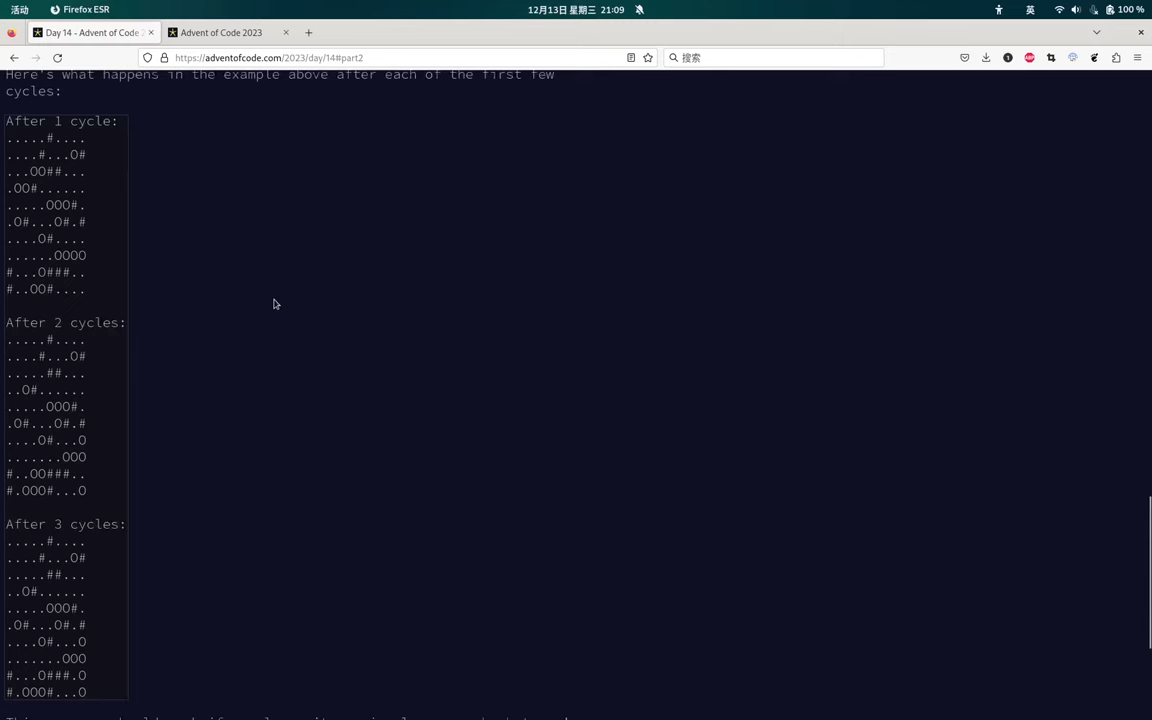 活动
Firefox ESR
12月13日星期三 21:09
英
100 %
Day 14 - Advent of Code 2
Advent of Code 2023
https://adventofcode.com/2023/day/14#part2
搜索
Here's what happens in the example above after each of the first few
cycles:
After 1 cycle:
.....#....
....#...O#
...OO##...
.OO#......
.....OOO#.
.O#...O#.#
....O#....
......OOOO
#...O###..
#..OO#....
After 2 cycles:
.....#....
....#...O#
.....##...
..O#......
.....OOO#.
.O#...O#.#
....O#...O
.......OOO
#..OO###..
#.OOO#...O
After 3 cycles:
.....#....
....#...O#
.....##...
..O#......
.....OOO#.
.O#...O#.#
....O#...O
.......OOO
#...O###.O
#.OOO#...O